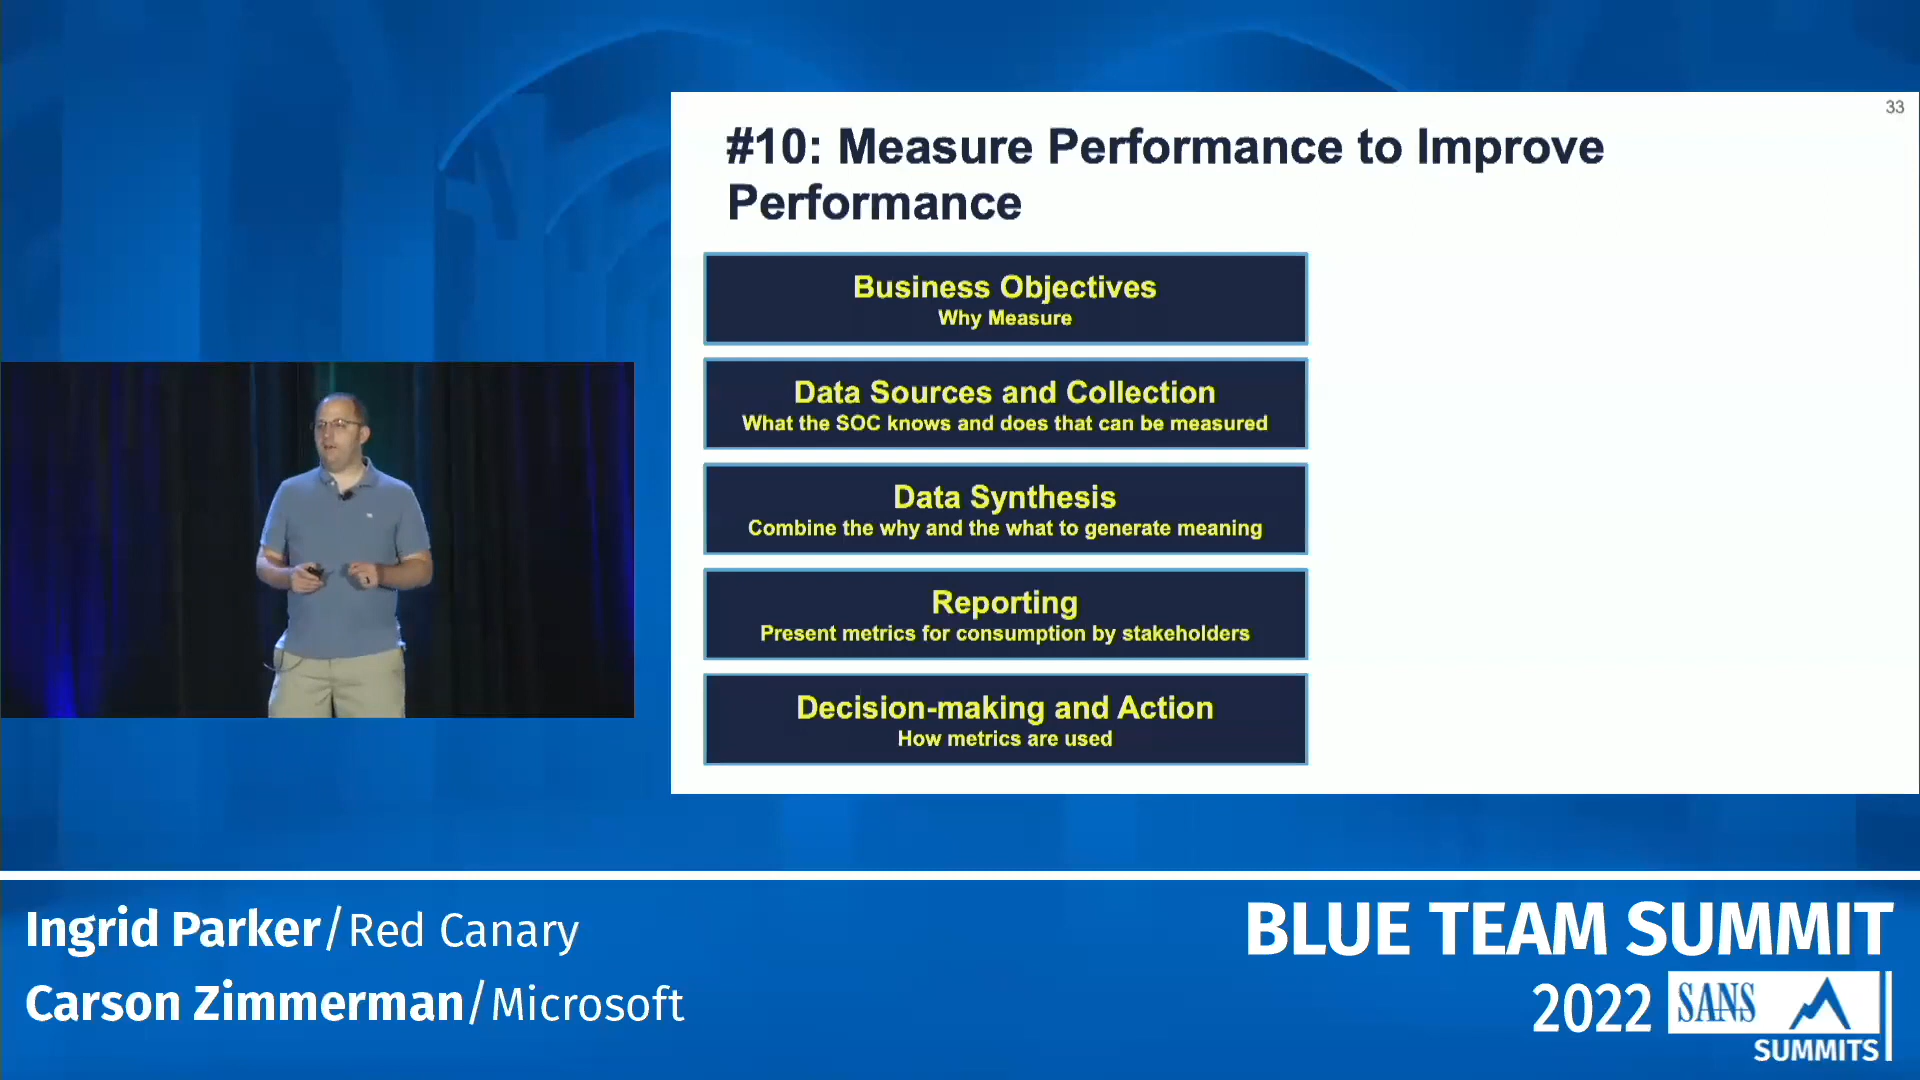 33
#10: Measure Performance to Improve
Performance
Business Objectives
Why Measure
Data Sources and Collection
What the SOC knows and does that can be measured
Data Synthesis
Combine the why and the what to generate meaning
Reporting
Present metrics for consumption by stakeholders
Decision-making and Action
How metrics are used
Ingrid Parker/Red Canary
Carson Zimmerman/Microsoft
BLUE TEAM SUMMIT
2022 SANS
SUMMITS